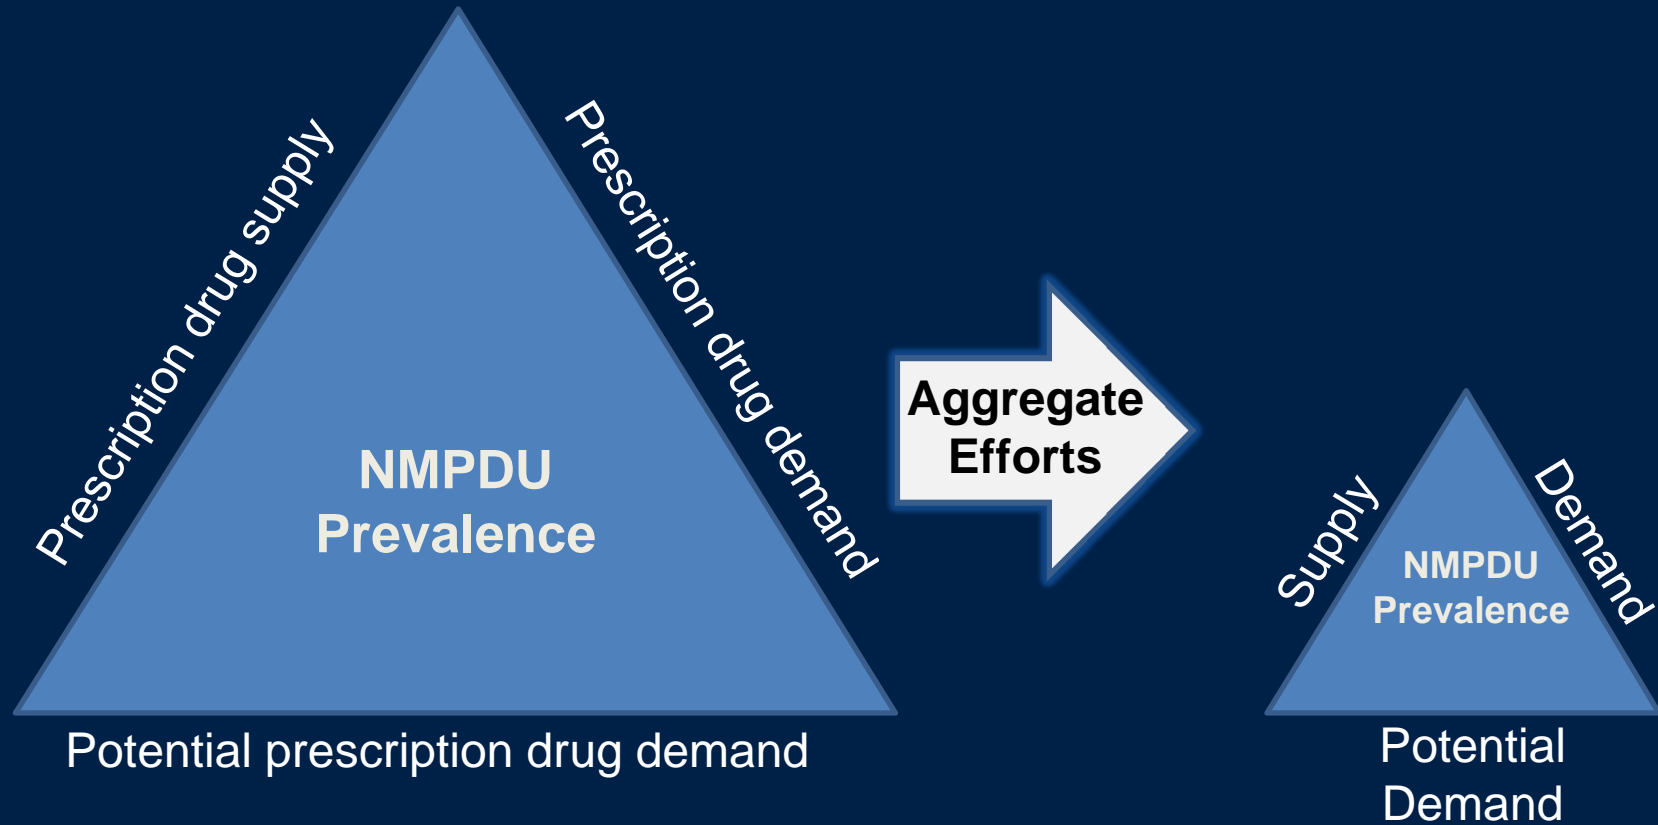 Prescription drug supply
Prescription drug demand
NMPDU
Prevalence
Potential prescription drug demand
Aggregate
Efforts
Supply
Demand
NMPDU
Prevalence
Potential
Demand